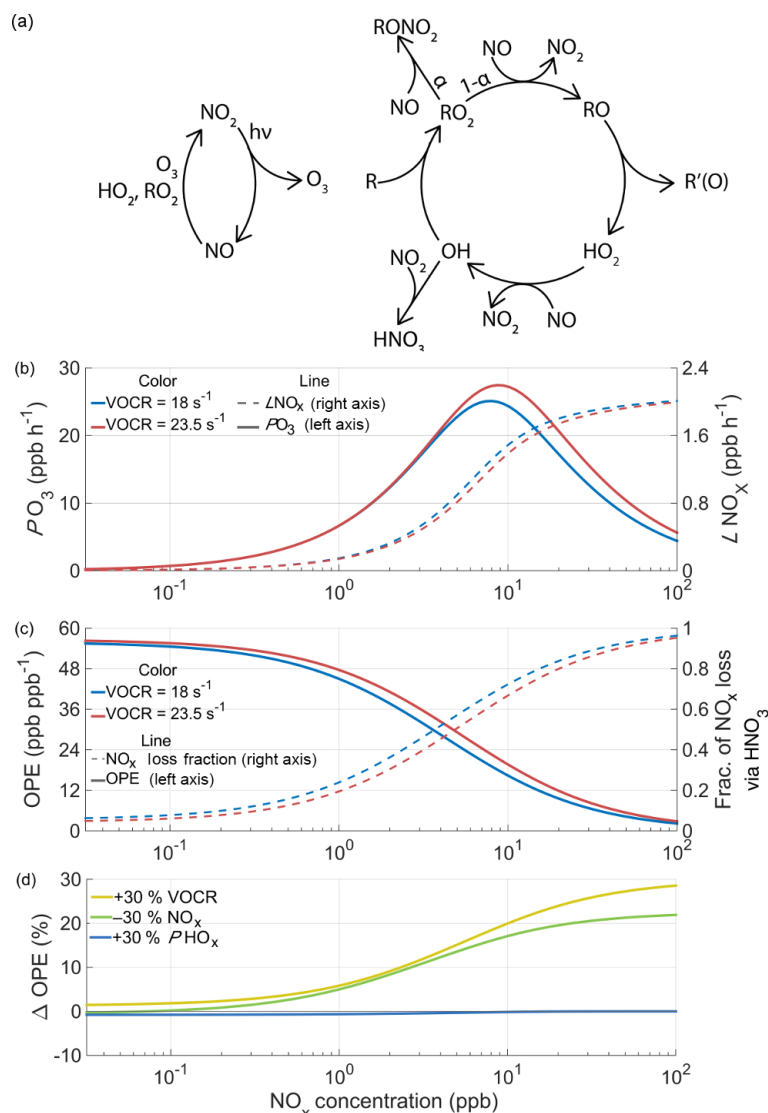 (a)
RONO₂
NO
NO₂
α
1-α
NO₂
hν
NO
RO₂
RO
O₃
HO₂, RO₂
O₃
R
R'(O)
NO
NO₂
OH
HO₂
HNO₃
NO₂
NO
(b)
30
20
10
0
PO₃ (ppb h⁻¹)
Color
VOCR = 18 s⁻¹
VOCR = 23.5 s⁻¹
Line
LNOₓ (right axis)
PO₃ (left axis)
2.4
1.6
0.8
0
L NOX (ppb h⁻¹)
10⁻¹ 10⁰ 10¹ 10²
(c)
60
48
36
24
12
0
OPE (ppb ppb⁻¹)
Color
VOCR = 18 s⁻¹
VOCR = 23.5 s⁻¹
Line
NOₓ loss fraction (right axis)
OPE (left axis)
1
0.8
0.6
0.4
0.2
0
Frac. of NOₓ loss
via HNO₃
10⁻¹ 10⁰ 10¹ 10²
(d)
30
20
10
0
-10
Δ OPE (%)
+30 % VOCR
–30 % NOₓ
+30 % PHOₓ
10⁻¹ 10⁰ 10¹ 10²
NOₓ concentration (ppb)